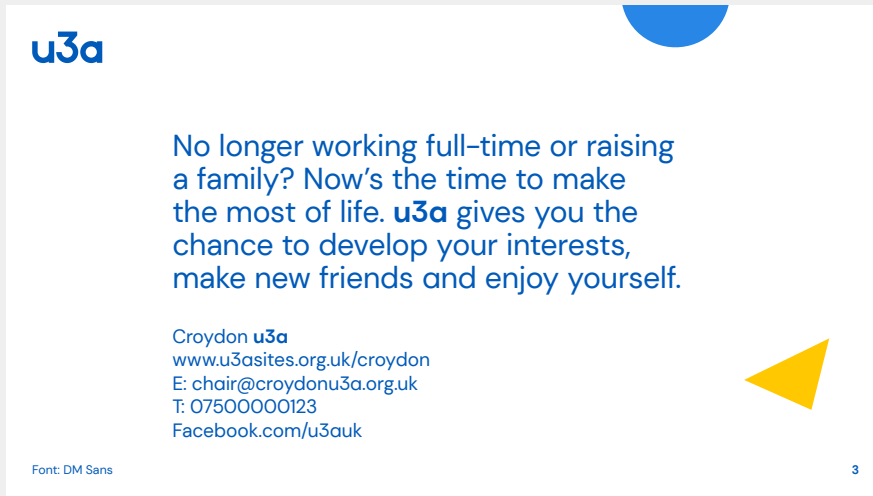 u3a
No longer working full-time or raising
a family? Now's the time to make
the most of life. u3a gives you the
chance to develop your interests,
make new friends and enjoy yourself.
Croydon u3a
www.u3asites.org.uk/croydon
E: chair@croydonu3a.org.uk
T: 07500000123
Facebook.com/u3auk
Font: DM Sans
3